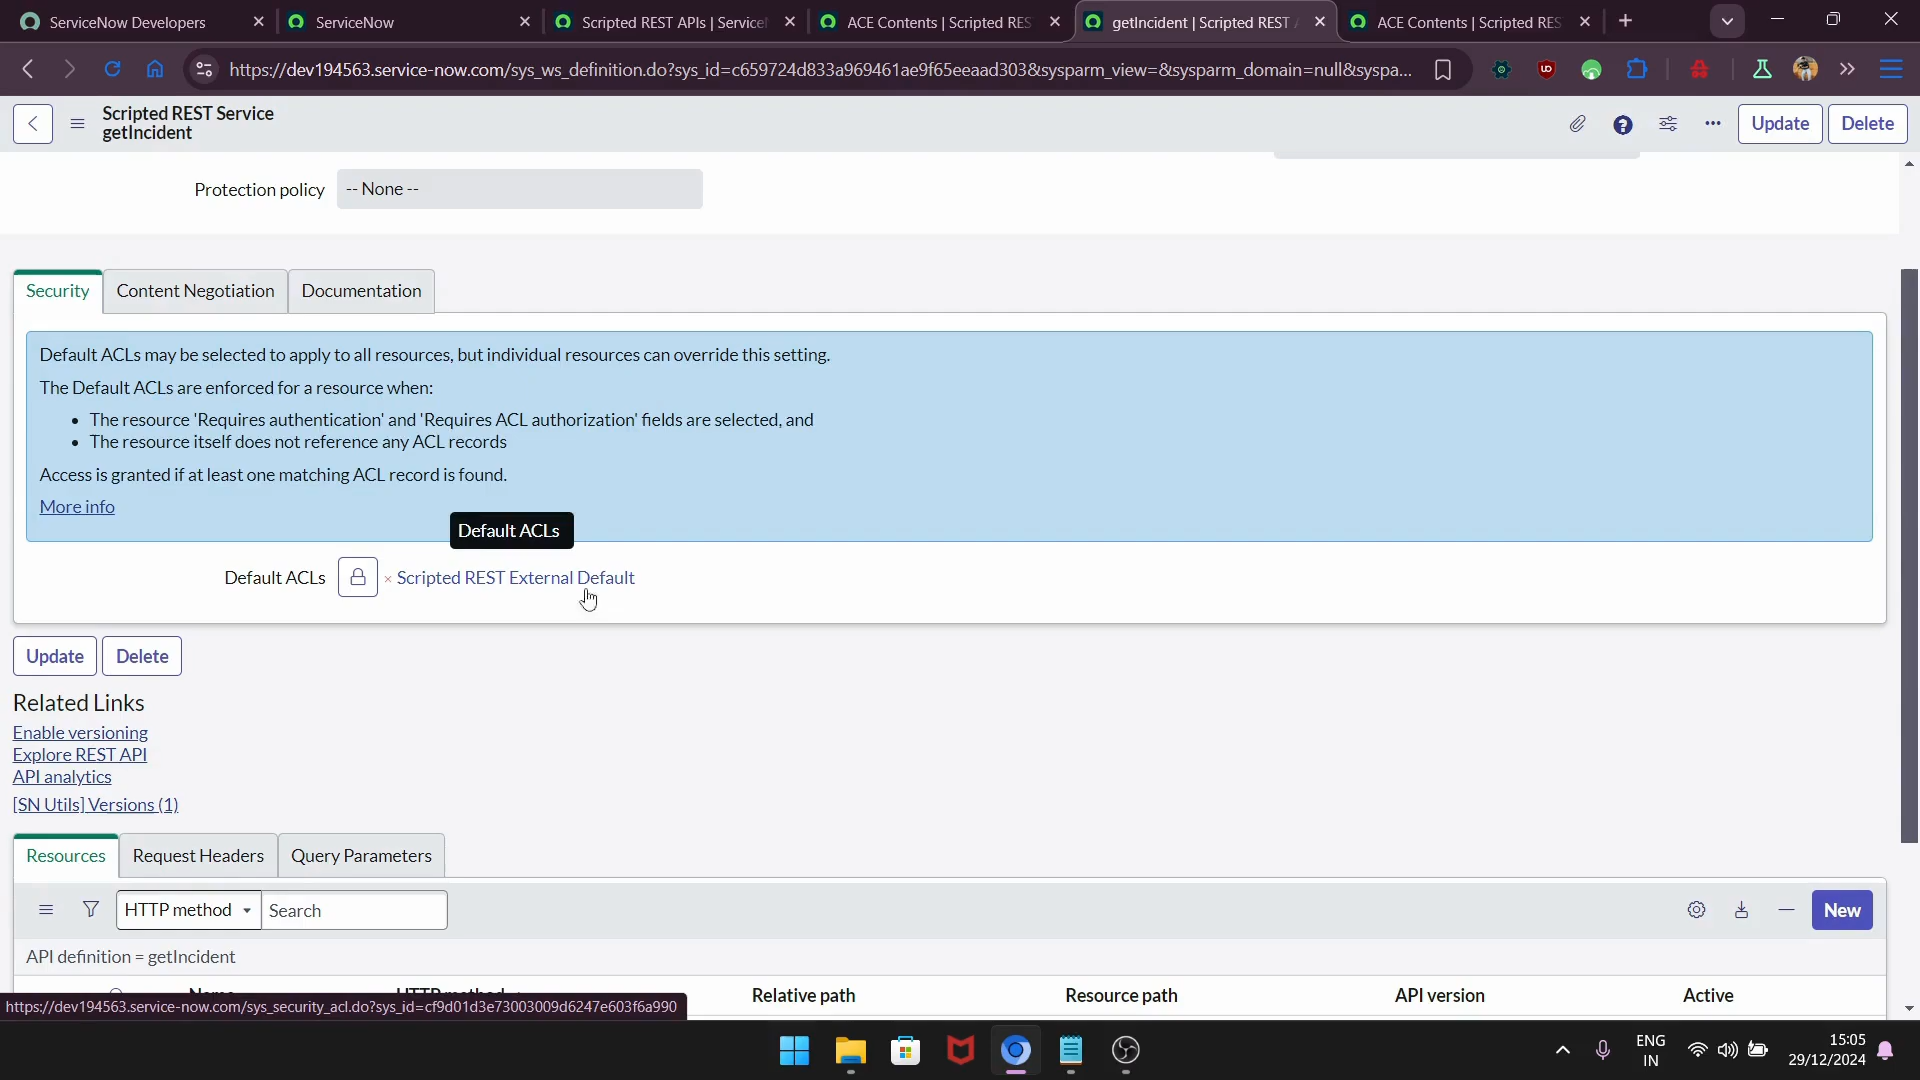 ServiceNow Developers
ServiceNow
Scripted REST APIs | Service
ACE Contents | Scripted RES
getIncident | Scripted REST
ACE Contents | Scripted RES
https://dev194563.service-now.com/sys_ws_definition.do?sys_id=c659724d833a969461ae9f65eeaad303&sysparm_view=&sysparm_domain=null&syspa...
Scripted REST Service
getIncident
Update
Delete
Protection policy
-- None --
Security
Content Negotiation
Documentation
Default ACLs may be selected to apply to all resources, but individual resources can override this setting.
The Default ACLs are enforced for a resource when:
• The resource 'Requires authentication' and 'Requires ACL authorization' fields are selected, and
• The resource itself does not reference any ACL records
Access is granted if at least one matching ACL record is found.
More info
Default ACLs
Default ACLs
× Scripted REST External Default
Update
Delete
Related Links
Enable versioning
Explore REST API
API analytics
[SN Utils] Versions (1)
Resources
Request Headers
Query Parameters
HTTP method
Search
New
API definition = getIncident
Name
HTTP method
Relative path
Resource path
API version
Active
https://dev194563.service-now.com/sys_security_acl.do?sys_id=cf9d01d3e73003009d6247e603f6a990
ENG
IN
15:05
29/12/2024